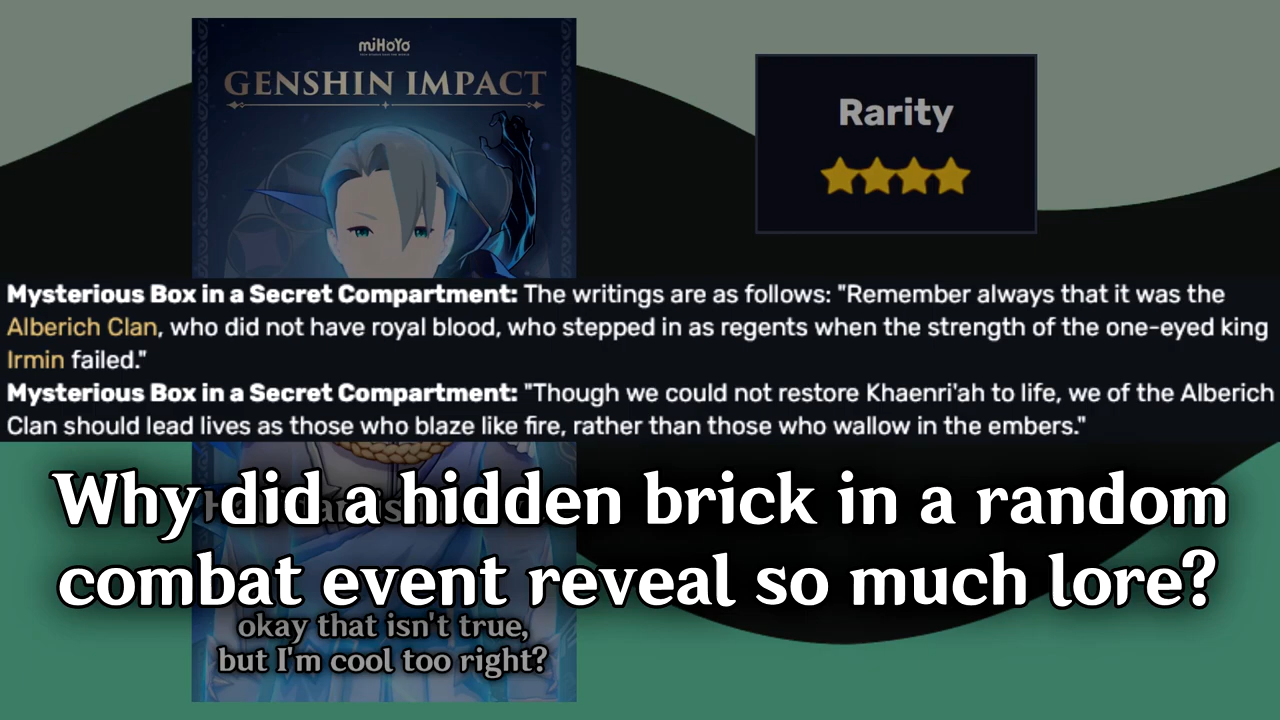 miHoYo
GENSHIN IMPACT
Rarity
Mysterious Box in a Secret Compartment: The writings are as follows: "Remember always that it was the
Alberich Clan, who did not have royal blood, who stepped in as regents when the strength of the one-eyed king
Irmin failed."
Mysterious Box in a Secret Compartment: "Though we could not restore Khaenri'ah to life, we of the Alberich
Clan should lead lives as those who blaze like fire, rather than those who wallow in the embers."
Why did a hidden brick in a random
combat event reveal so much lore?
okay that isn't true,
but I'm cool too right?